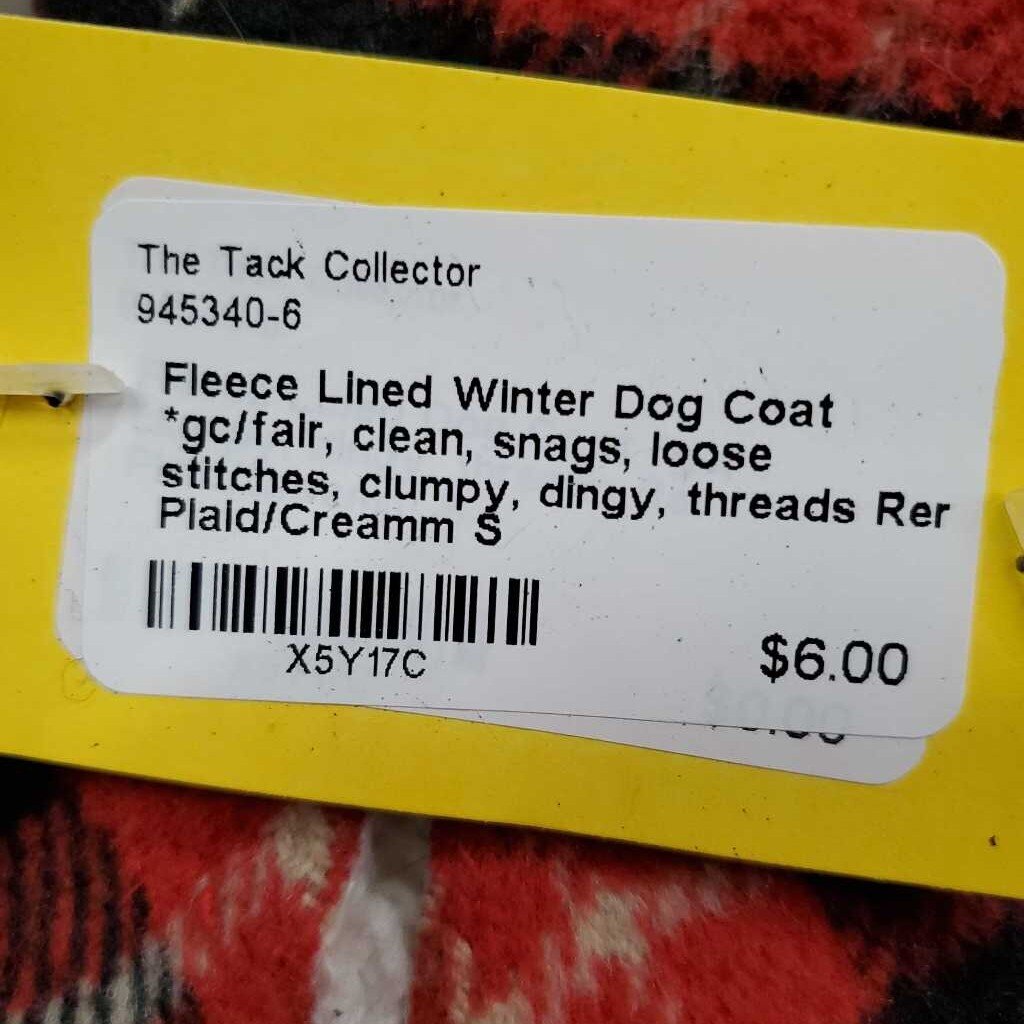 The Tack Collector
945340-6
Fleece Lined Winter Dog Coat
*gc/fair, clean, snags, loose
stitches, clumpy, dingy, threads Rer
Plaid/Creamm S
X5Y17C
$6.00